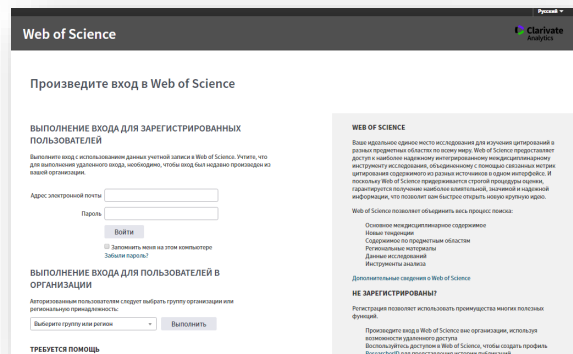 Русский
Web of Science
Clarivate
Analytics
Произведите вход в Web of Science
ВЫПОЛНЕНИЕ ВХОДА ДЛЯ ЗАРЕГИСТРИРОВАННЫХ
ПОЛЬЗОВАТЕЛЕЙ
Выполните вход с использованием данных учетной записи в Web of Science. Учтите, что
для выполнения удаленного входа, необходимо, чтобы вход был недавно произведен из
вашей организации.
Адрес электронной почты
Пароль
Войти
Запомнить меня на этом компьютере
Забыли пароль?
ВЫПОЛНЕНИЕ ВХОДА ДЛЯ ПОЛЬЗОВАТЕЛЕЙ В
ОРГАНИЗАЦИИ
Авторизованным пользователям следует выбрать группу организации или
региональную принадлежность:
Выберите группу или регион
Выполнить
ТРЕБУЕТСЯ ПОМОЩЬ
WEB OF SCIENCE
Ваше идеальное единое место исследования для изучения цитирований в
разных предметных областях по всему миру. Web of Science предоставляет
доступ к наиболее надежному интегрированному междисциплинарному
инструменту исследования, объединенному с помощью связанных метрик
цитирования содержимого из разных источников в одном интерфейсе. И
поскольку Web of Science придерживается строгой процедуры оценки,
гарантируется получение наиболее влиятельной, значимой и надежной
информации, что позволит вам быстрее открыть новую крупную идею.
Web of Science позволяет объединить весь процесс поиска:
Основное междисциплинарное содержимое
Новые тенденции
Содержимое по предметным областям
Региональные материалы
Данные исследований
Инструменты анализа
Дополнительные сведения о Web of Science
НЕ ЗАРЕГИСТРИРОВАНЫ?
Регистрация позволяет использовать преимущества многих полезных
функций.
Произведите вход в Web of Science вне организации, используя
возможности удаленного доступа
Воспользуйтесь доступом в Web of Science, чтобы создать профиль
ResearcherID для представления истории публикаций